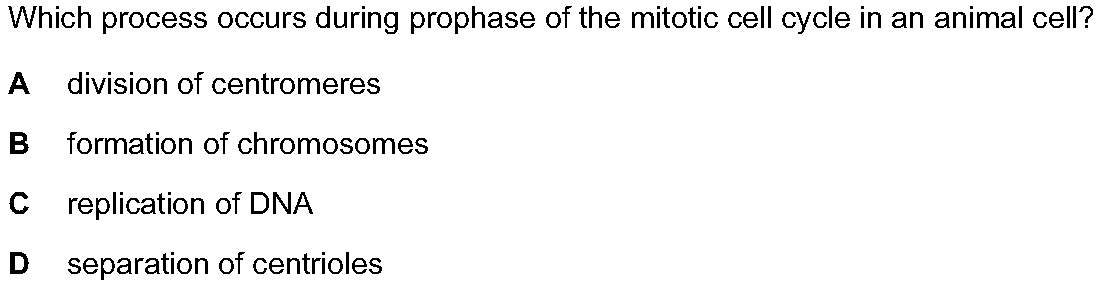 Which process occurs during prophase of the mitotic cell cycle in an animal cell?
A division of centromeres
B formation of chromosomes
C replication of DNA
D separation of centrioles